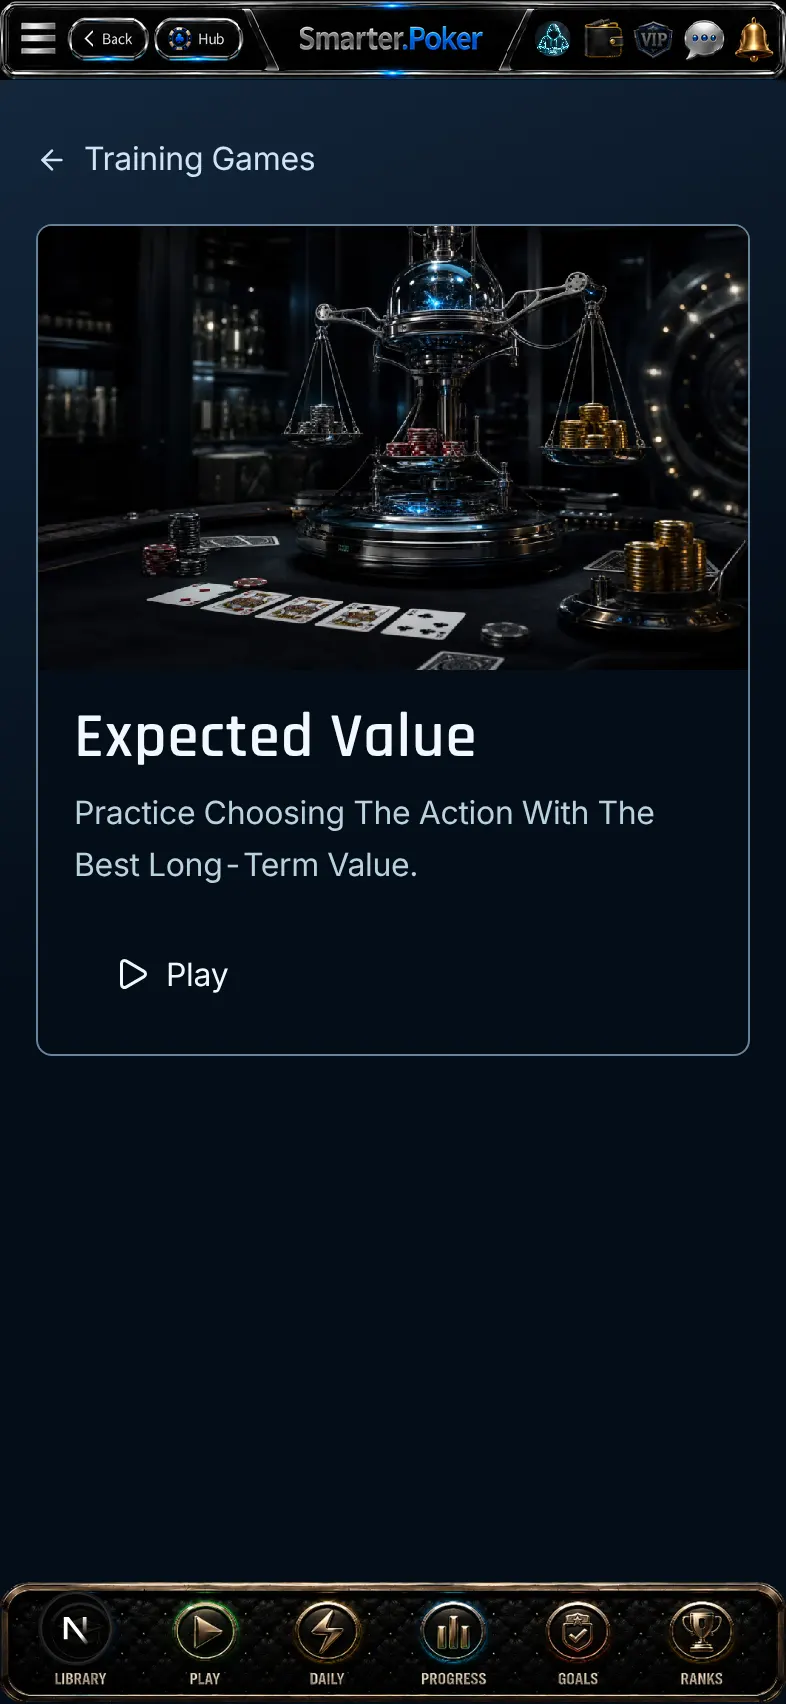 Back
Hub
Smarter.Poker
VIP
Training Games
Expected Value
Practice Choosing The Action With The
Best Long-Term Value.
Play
N
LIBRARY
PLAY
DAILY
PROGRESS
GOALS
RANKS